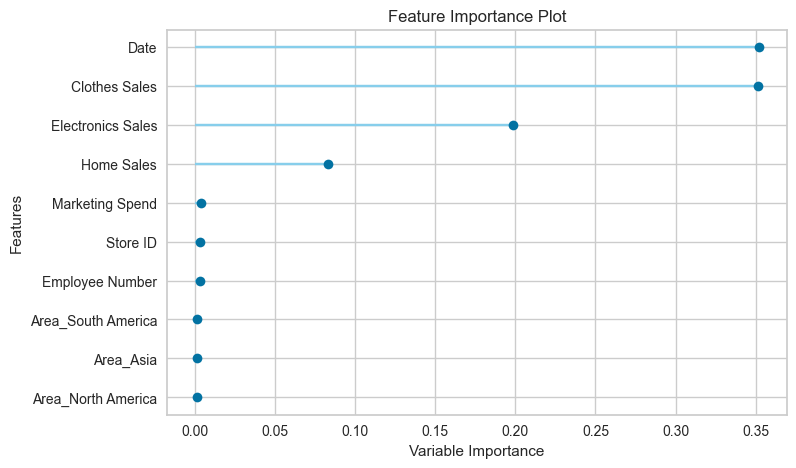 Feature Importance Plot
Date
Clothes Sales
Electronics Sales
Home Sales
Marketing Spend
Store ID
Employee Number
Area_South America
Area_Asia
Area_North America
Features
0.00 0.05 0.10 0.15 0.20 0.25 0.30 0.35
Variable Importance